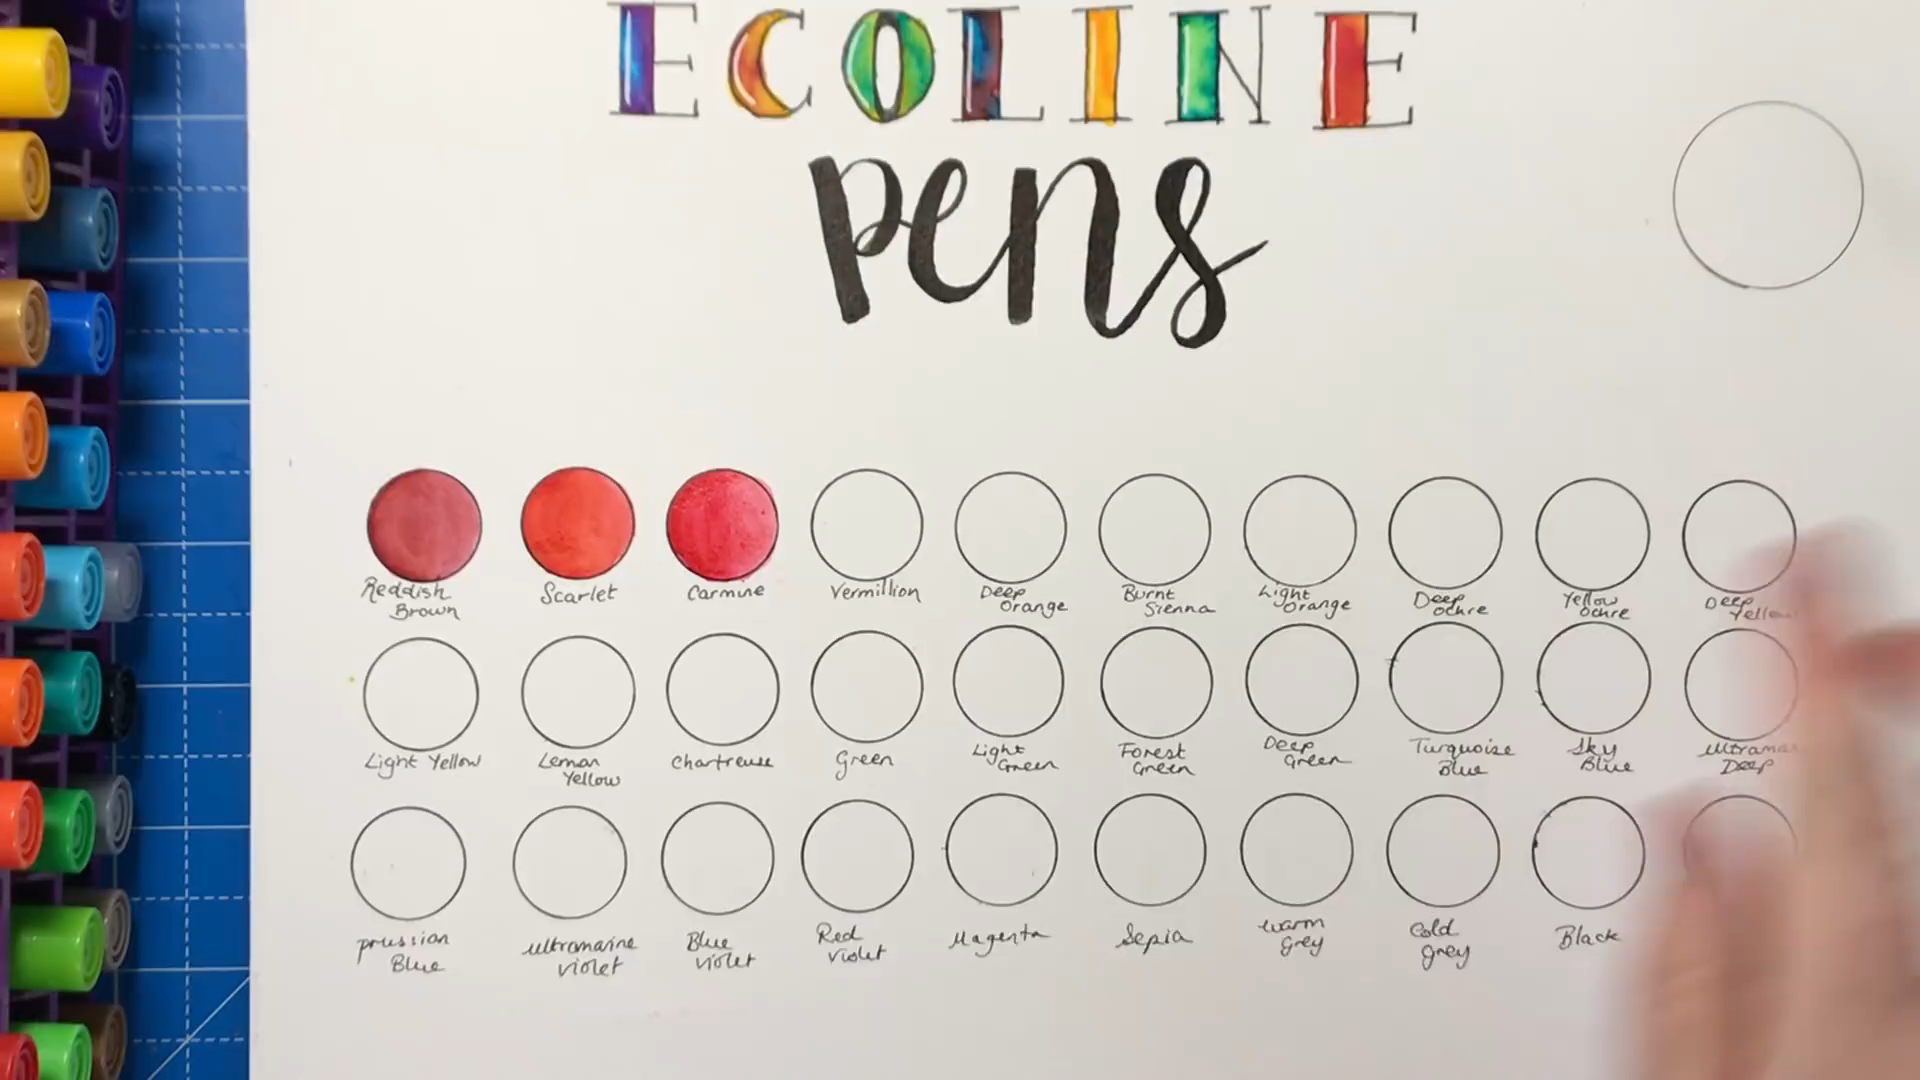 ECOLINE
pens
Reddish
Brown
Scarlet
Carmine
Vermillion
Deep
Orange
Burnt
Sienna
Light
Orange
Deep
Ochre
Yellow
Ochre
Deep
Yellow
Light Yellow
Lemon
Yellow
Chartreuse
Green
Light
Green
Forest
Green
Deep
Green
Turquoise
Blue
Sky
Blue
Deep
prussian
Blue
ultramarine
violet
Blue
violet
Red
Violet
Magenta
Sepia
warm
Grey
Cold
grey
Black